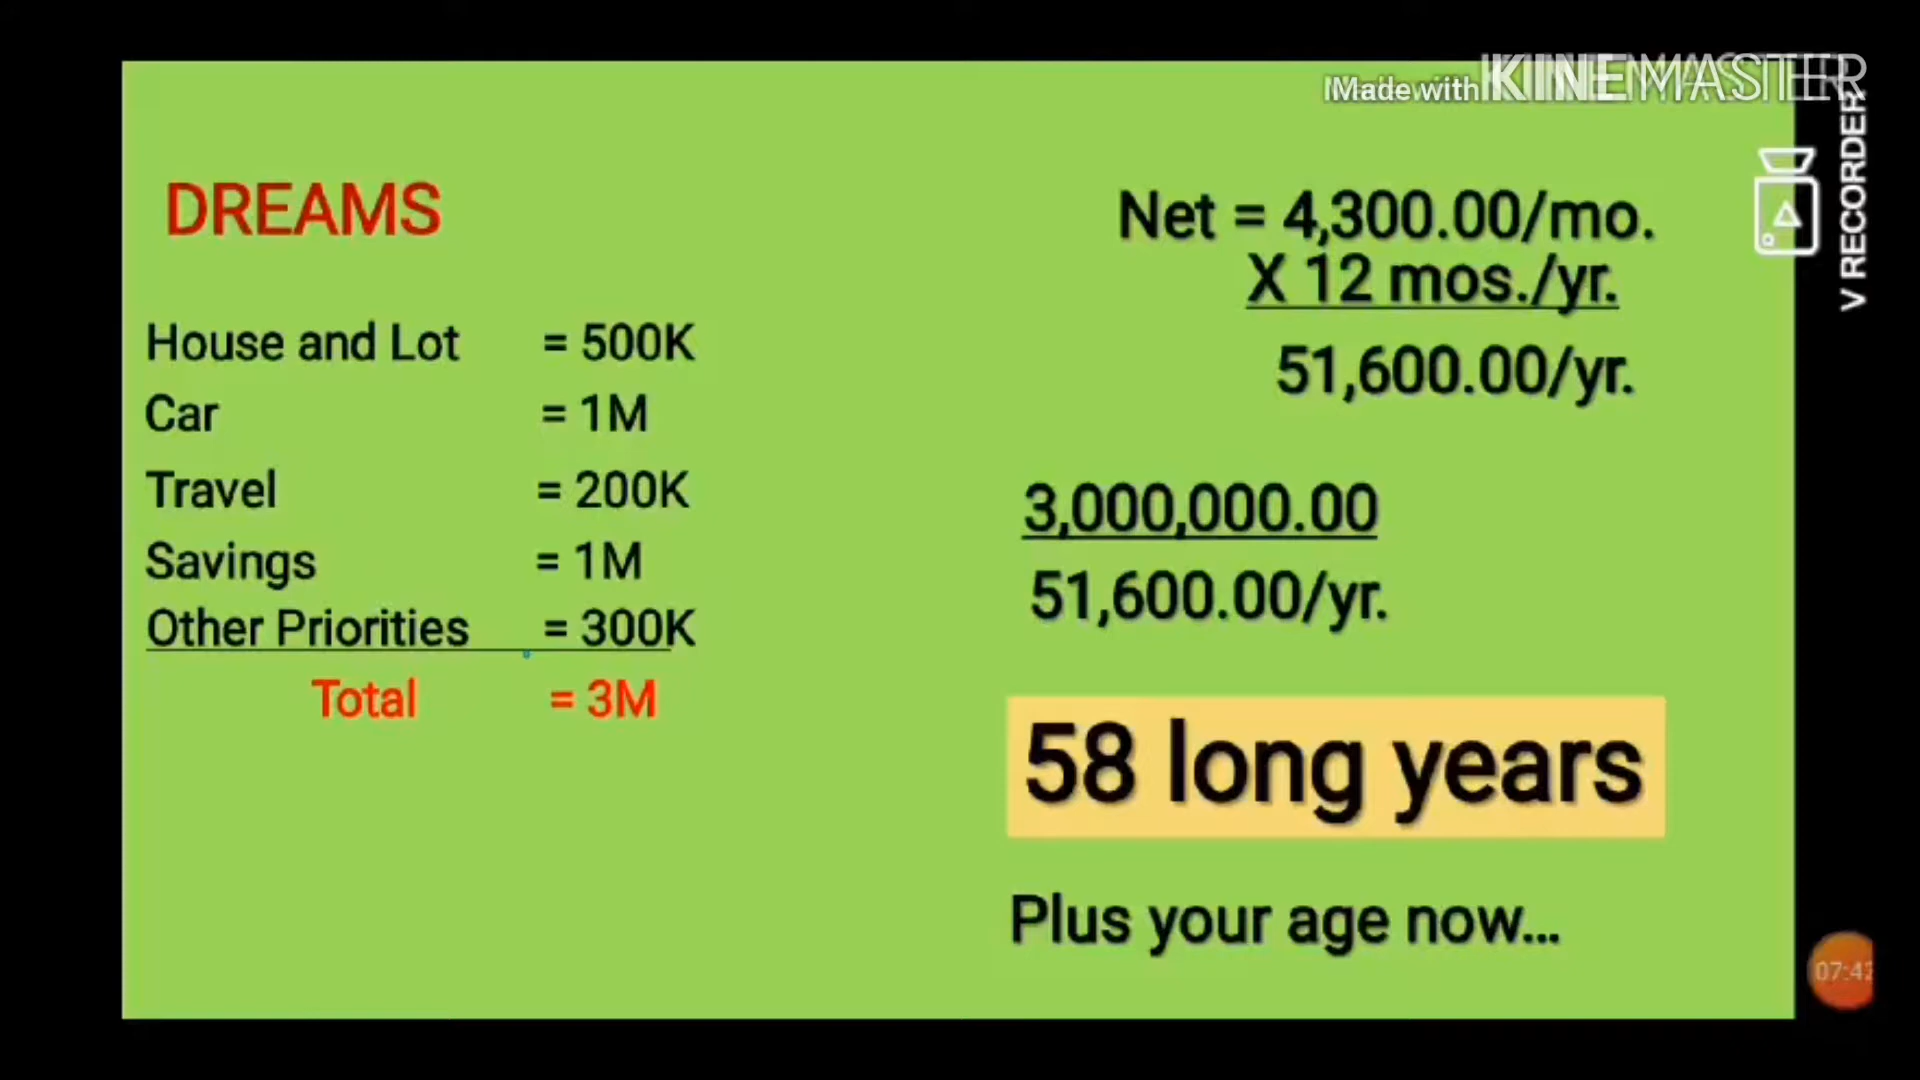 Made with KINEMASTER
V RECORDER
DREAMS
House and Lot = 500K
Car = 1M
Travel = 200K
Savings = 1M
Other Priorities = 300K
Total = 3M
Net = 4,300.00/mo.
X 12 mos./yr.
51,600.00/yr.
3,000,000.00
51,600.00/yr.
58 long years
Plus your age now...